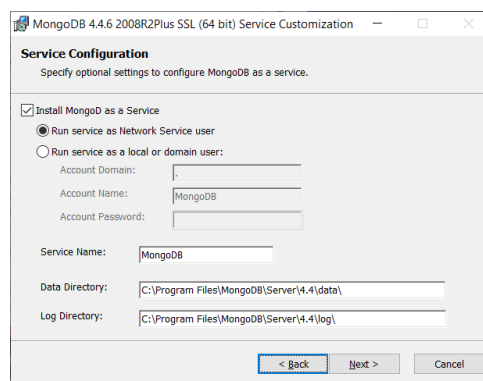 MongoDB 4.4.6 2008R2Plus SSL (64 bit) Service Customization
Service Configuration
Specify optional settings to configure MongoDB as a service.
Install MongoD as a Service
Run service as Network Service user
Run service as a local or domain user:
Account Domain: .
Account Name: MongoDB
Account Password:
Service Name: MongoDB
Data Directory: C:\Program Files\MongoDB\Server\4.4\data\
Log Directory: C:\Program Files\MongoDB\Server\4.4\log\
< Back Next > Cancel